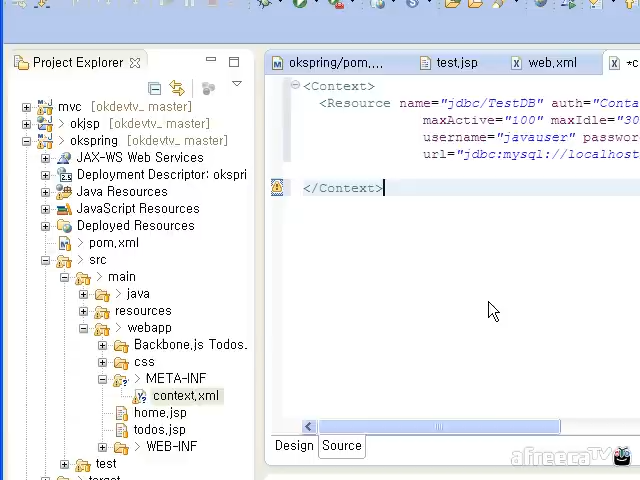 Project Explorer
mvc [okdevtv_ master]
okjsp [okdevtv_ master]
okspring [okdevtv_ master]
JAX-WS Web Services
Deployment Descriptor: okspri
Java Resources
JavaScript Resources
Deployed Resources
pom.xml
src
main
java
resources
webapp
Backbone.js Todos.
css
META-INF
context.xml
home.jsp
todos.jsp
WEB-INF
test
target
okspring/pom....
test.jsp
web.xml
*c
<Context>
<Resource name="jdbc/TestDB" auth="Conta
maxActive="100" maxIdle="30
username="javauser" password
url="jdbc:mysql://localhost
</Context>
Design
Source
afreecaTV